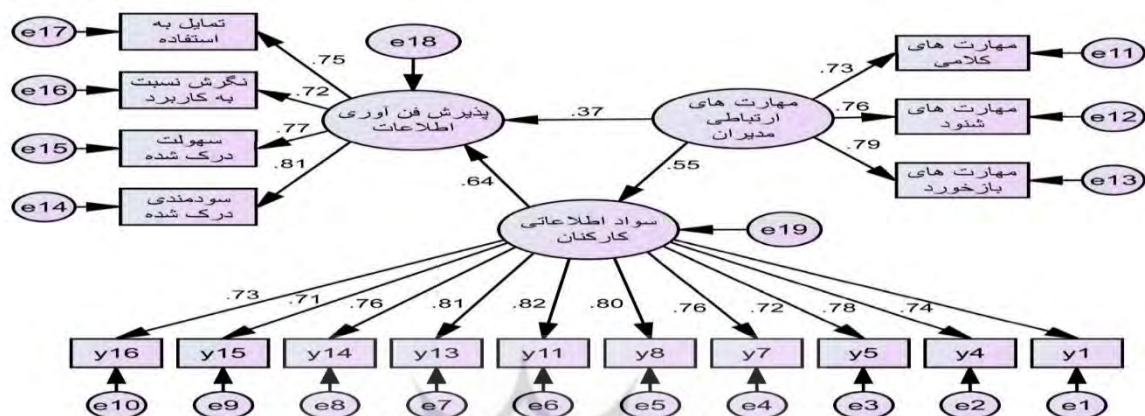 e17
تمایل به
استفاده
e18
مهارت های
کلامی
e11
.75
.73
e16
نگرش نسبت
به کاربرد
.72
پذیرش فن آوری
اطلاعات
.37
مهارت های
ارتباطی
مدیران
.76
مهارت های
شنود
e12
e15
سهولت
درک شده
.77
.79
e14
سودمندی
درک شده
.81
.64
.55
مهارت های
بازخورد
e13
سواد اطلاعاتی
کارکنان
e19
.73
.71
.76
.81
.82
.80
.76
.72
.78
.74
y16
y15
y14
y13
y11
y8
y7
y5
y4
y1
e10
e9
e8
e7
e6
e5
e4
e3
e2
e1